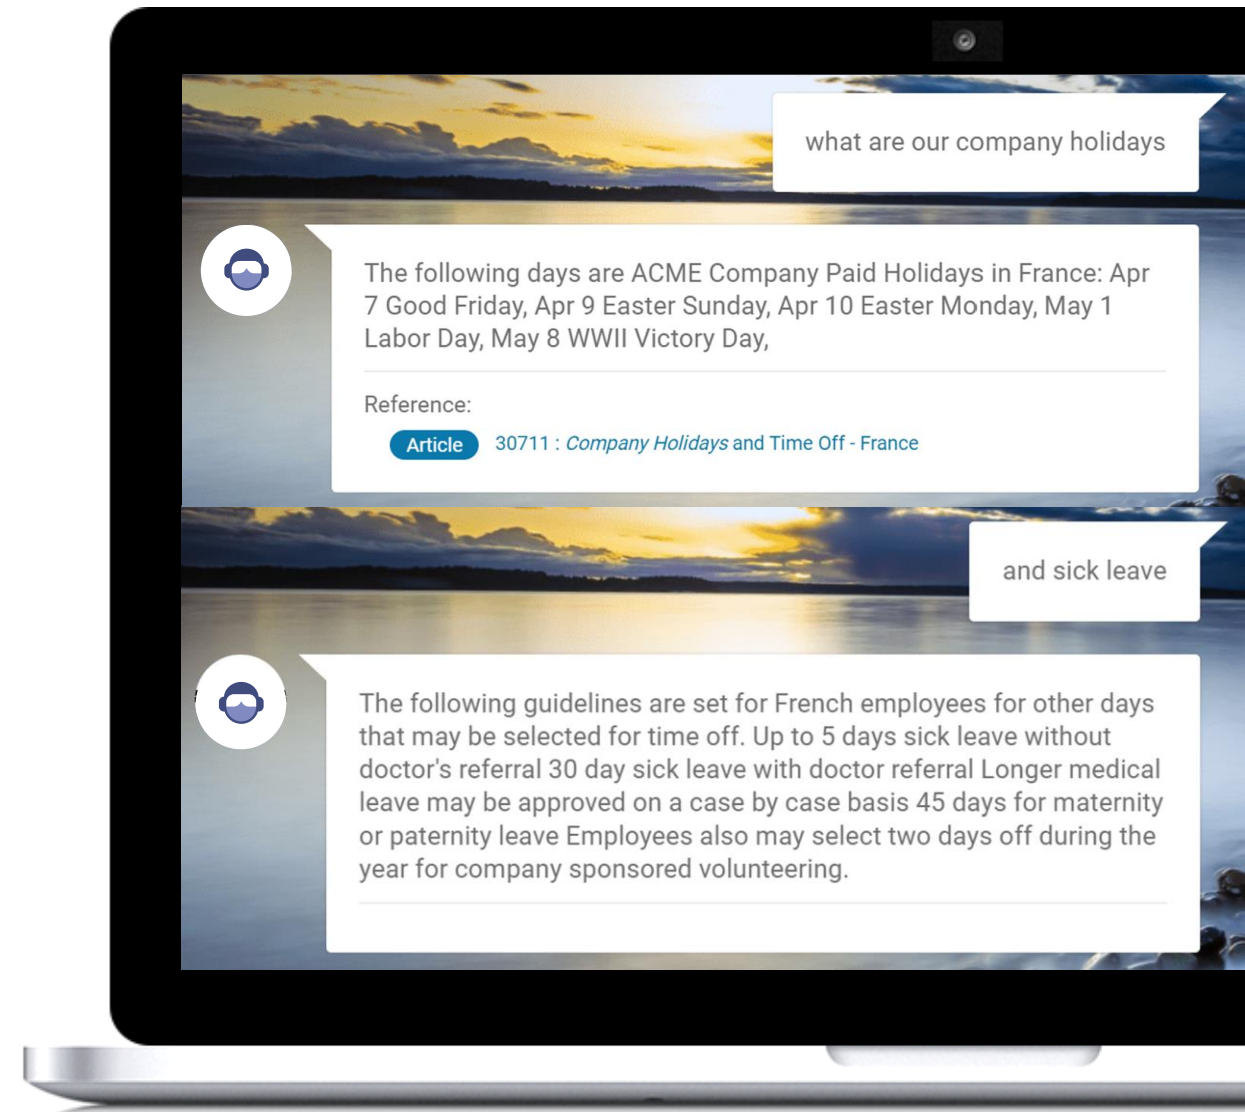 what are our company holidays
The following days are ACME Company Paid Holidays in France: Apr
7 Good Friday, Apr 9 Easter Sunday, Apr 10 Easter Monday, May 1
Labor Day, May 8 WWII Victory Day,
Reference:
Article 30711 : Company Holidays and Time Off - France
and sick leave
The following guidelines are set for French employees for other days
that may be selected for time off. Up to 5 days sick leave without
doctor's referral 30 day sick leave with doctor referral Longer medical
leave may be approved on a case by case basis 45 days for maternity
or paternity leave Employees also may select two days off during the
year for company sponsored volunteering.